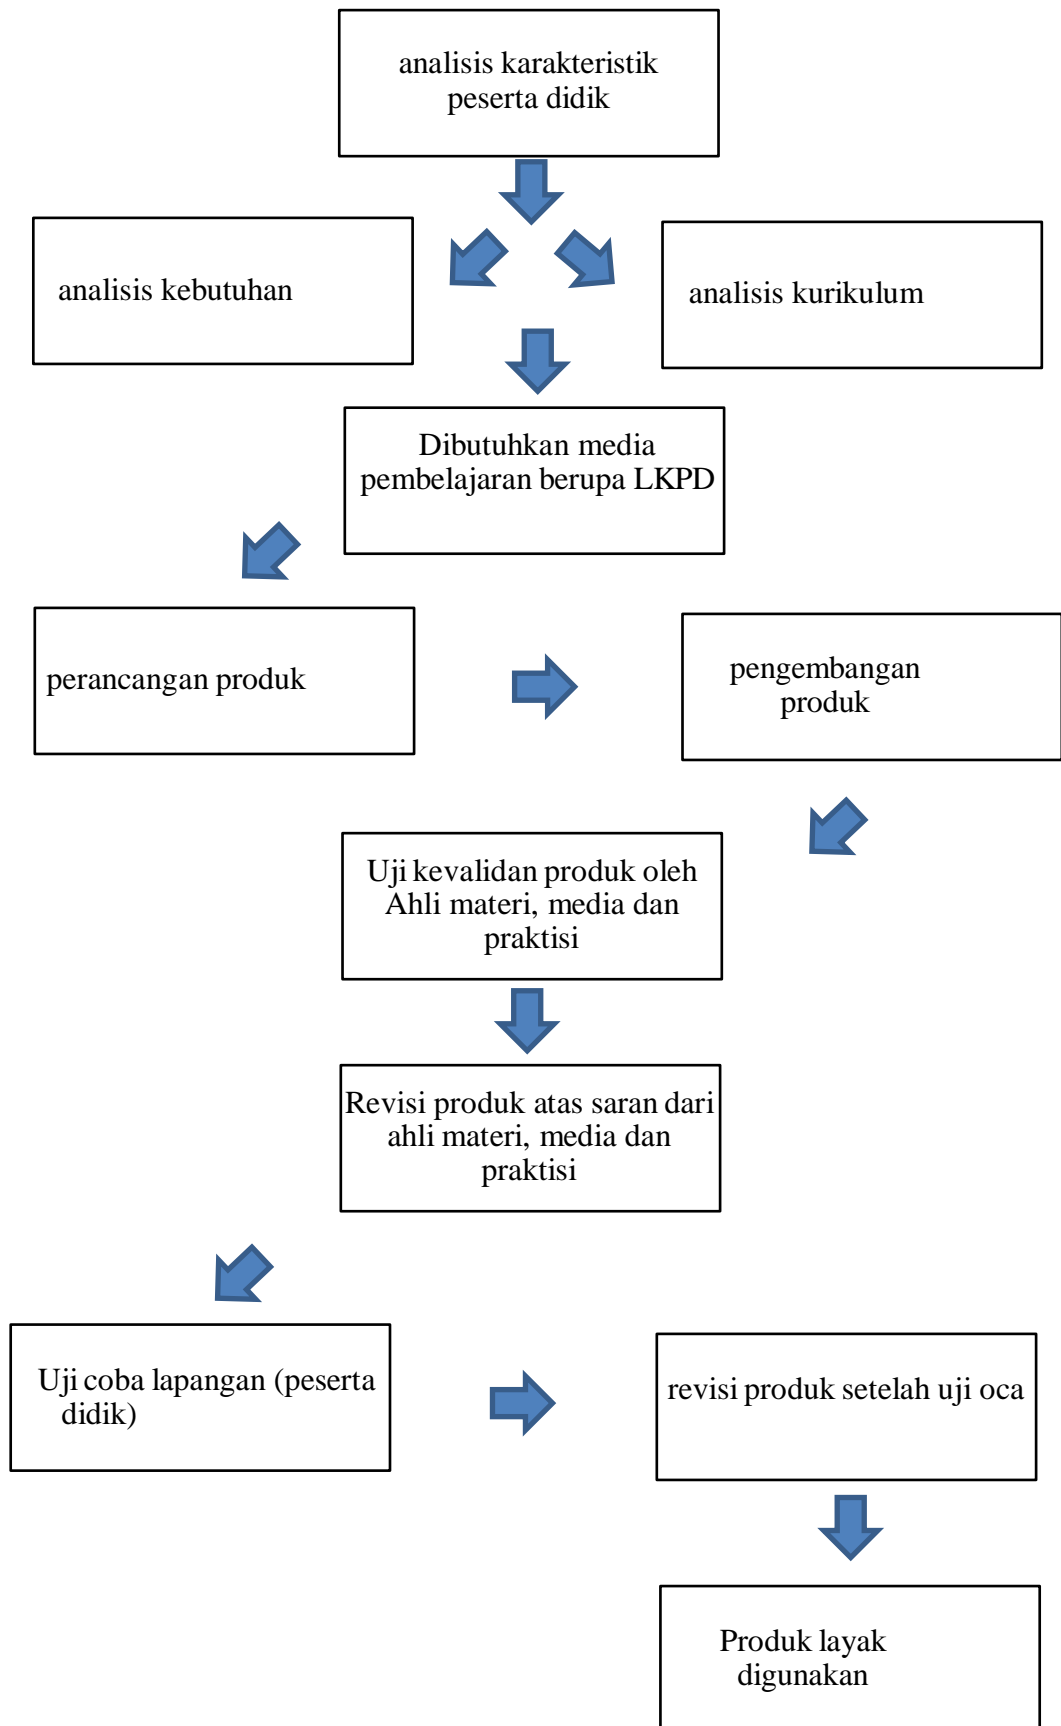 analisis karakteristik
peserta didik
analisis kebutuhan
analisis kurikulum
Dibutuhkan media
pembelajaran berupa LKPD
perancangan produk
pengembangan
produk
Uji kevalidan produk oleh
Ahli materi, media dan
praktisi
Revisi produk atas saran dari
ahli materi, media dan
praktisi
Uji coba lapangan (peserta
didik)
revisi produk setelah uji oca
Produk layak
digunakan